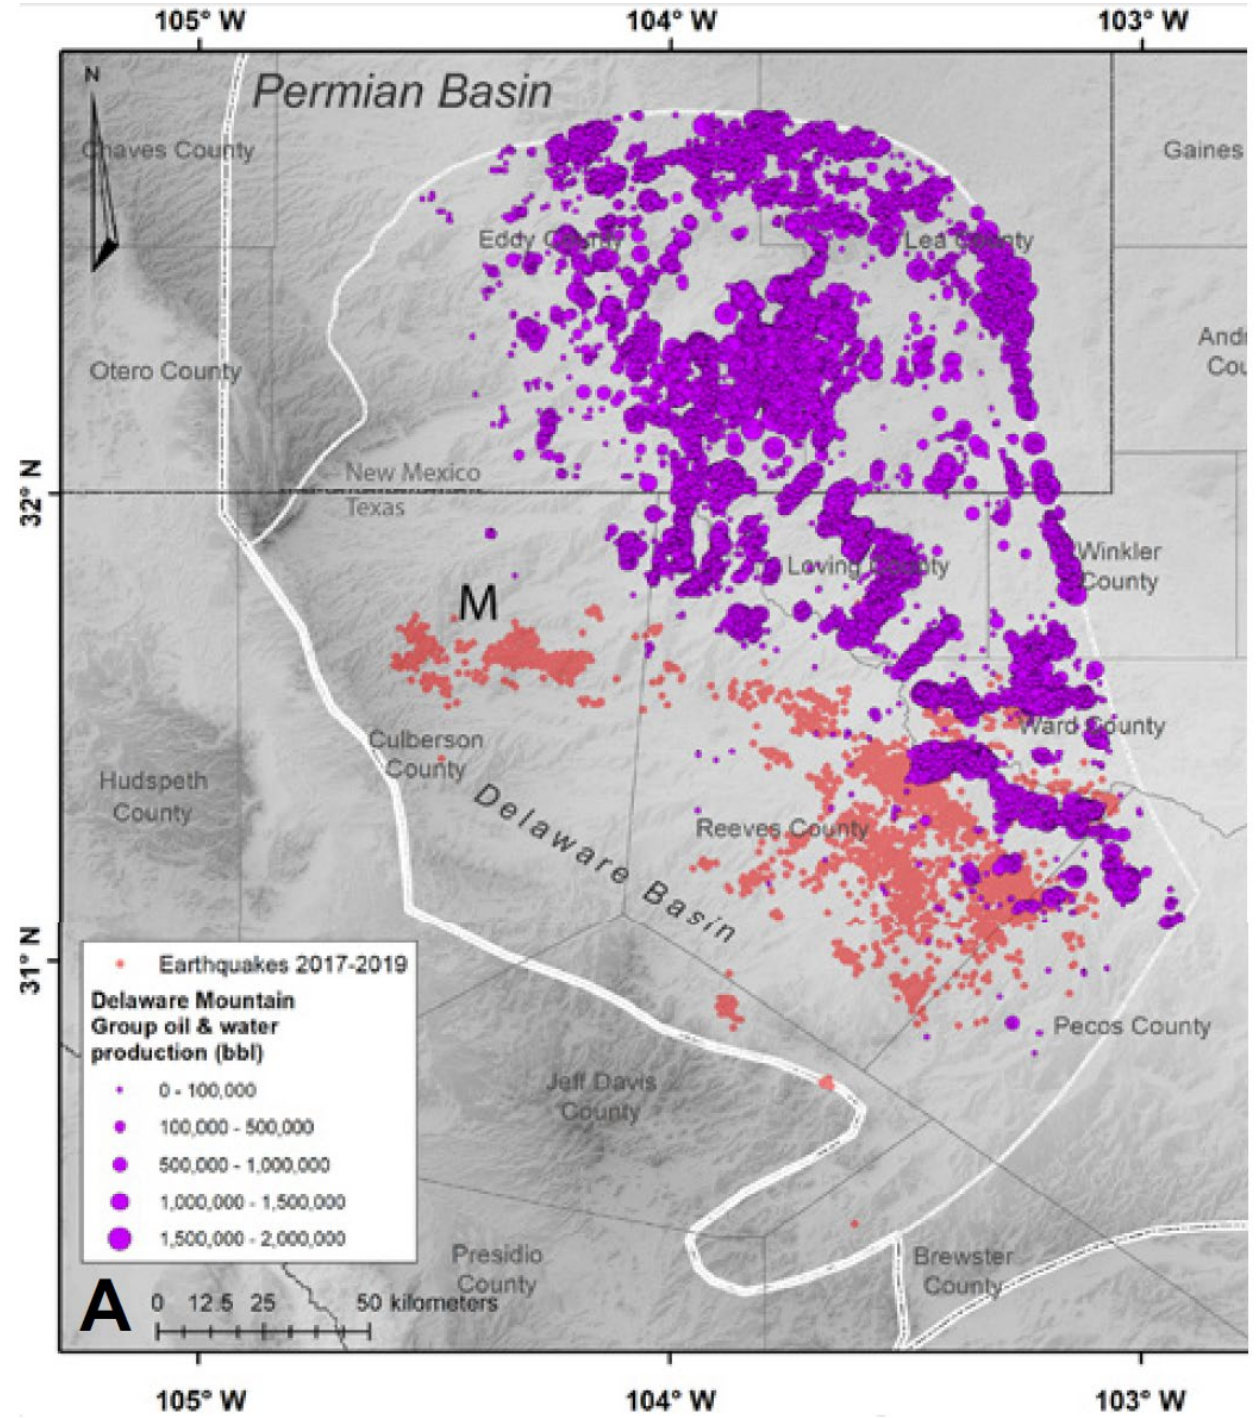 105° W
104° W
103° W
N
Permian Basin
Chaves County
Gaines
Eddy County
Lea County
Andr
Cou
Otero County
New Mexico
Texas
32° N
Loving County
Winkler
County
M
Ward County
Culberson
County
Hudspeth
County
Delaware Basin
Reeves County
31° N
Earthquakes 2017-2019
Delaware Mountain
Group oil & water
production (bbl)
0 - 100,000
100,000 - 500,000
500,000 - 1,000,000
1,000,000 - 1,500,000
1,500,000 - 2,000,000
Pecos County
Jeff Davis
County
Presidio
County
Brewster
County
A
0 12.5 25 50 kilometers
105° W
104° W
103° W